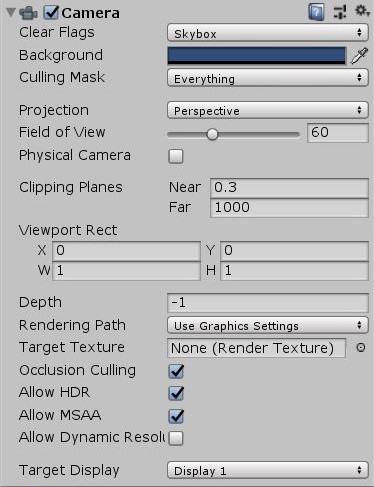 Camera
Clear Flags Skybox
Background
Culling Mask Everything
Projection Perspective
Field of View 60
Physical Camera
Clipping Planes Near 0.3
Far 1000
Viewport Rect
X 0 Y 0
W 1 H 1
Depth -1
Rendering Path Use Graphics Settings
Target Texture None (Render Texture)
Occlusion Culling
Allow HDR
Allow MSAA
Allow Dynamic Resolu
Target Display Display 1